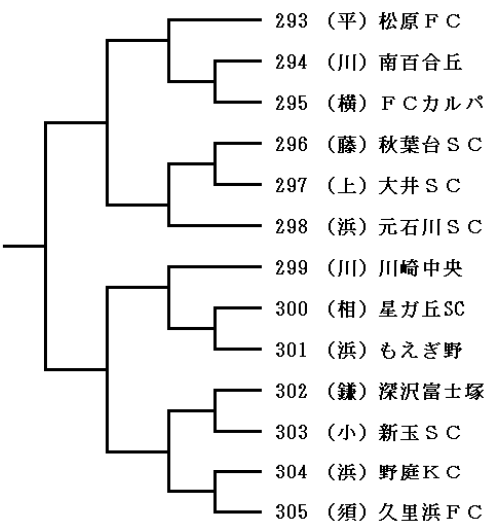 293 （平） 松原ＦＣ
294 （川） 南百合丘
295 （横） ＦＣカルパ
296 （藤） 秋葉台ＳＣ
297 （上） 大井ＳＣ
298 （浜） 元石川ＳＣ
299 （川） 川崎中央
300 （相） 星ガ丘SC
301 （浜） もえぎ野
302 （鎌） 深沢富士塚
303 （小） 新玉ＳＣ
304 （浜） 野庭ＫＣ
305 （須） 久里浜ＦＣ